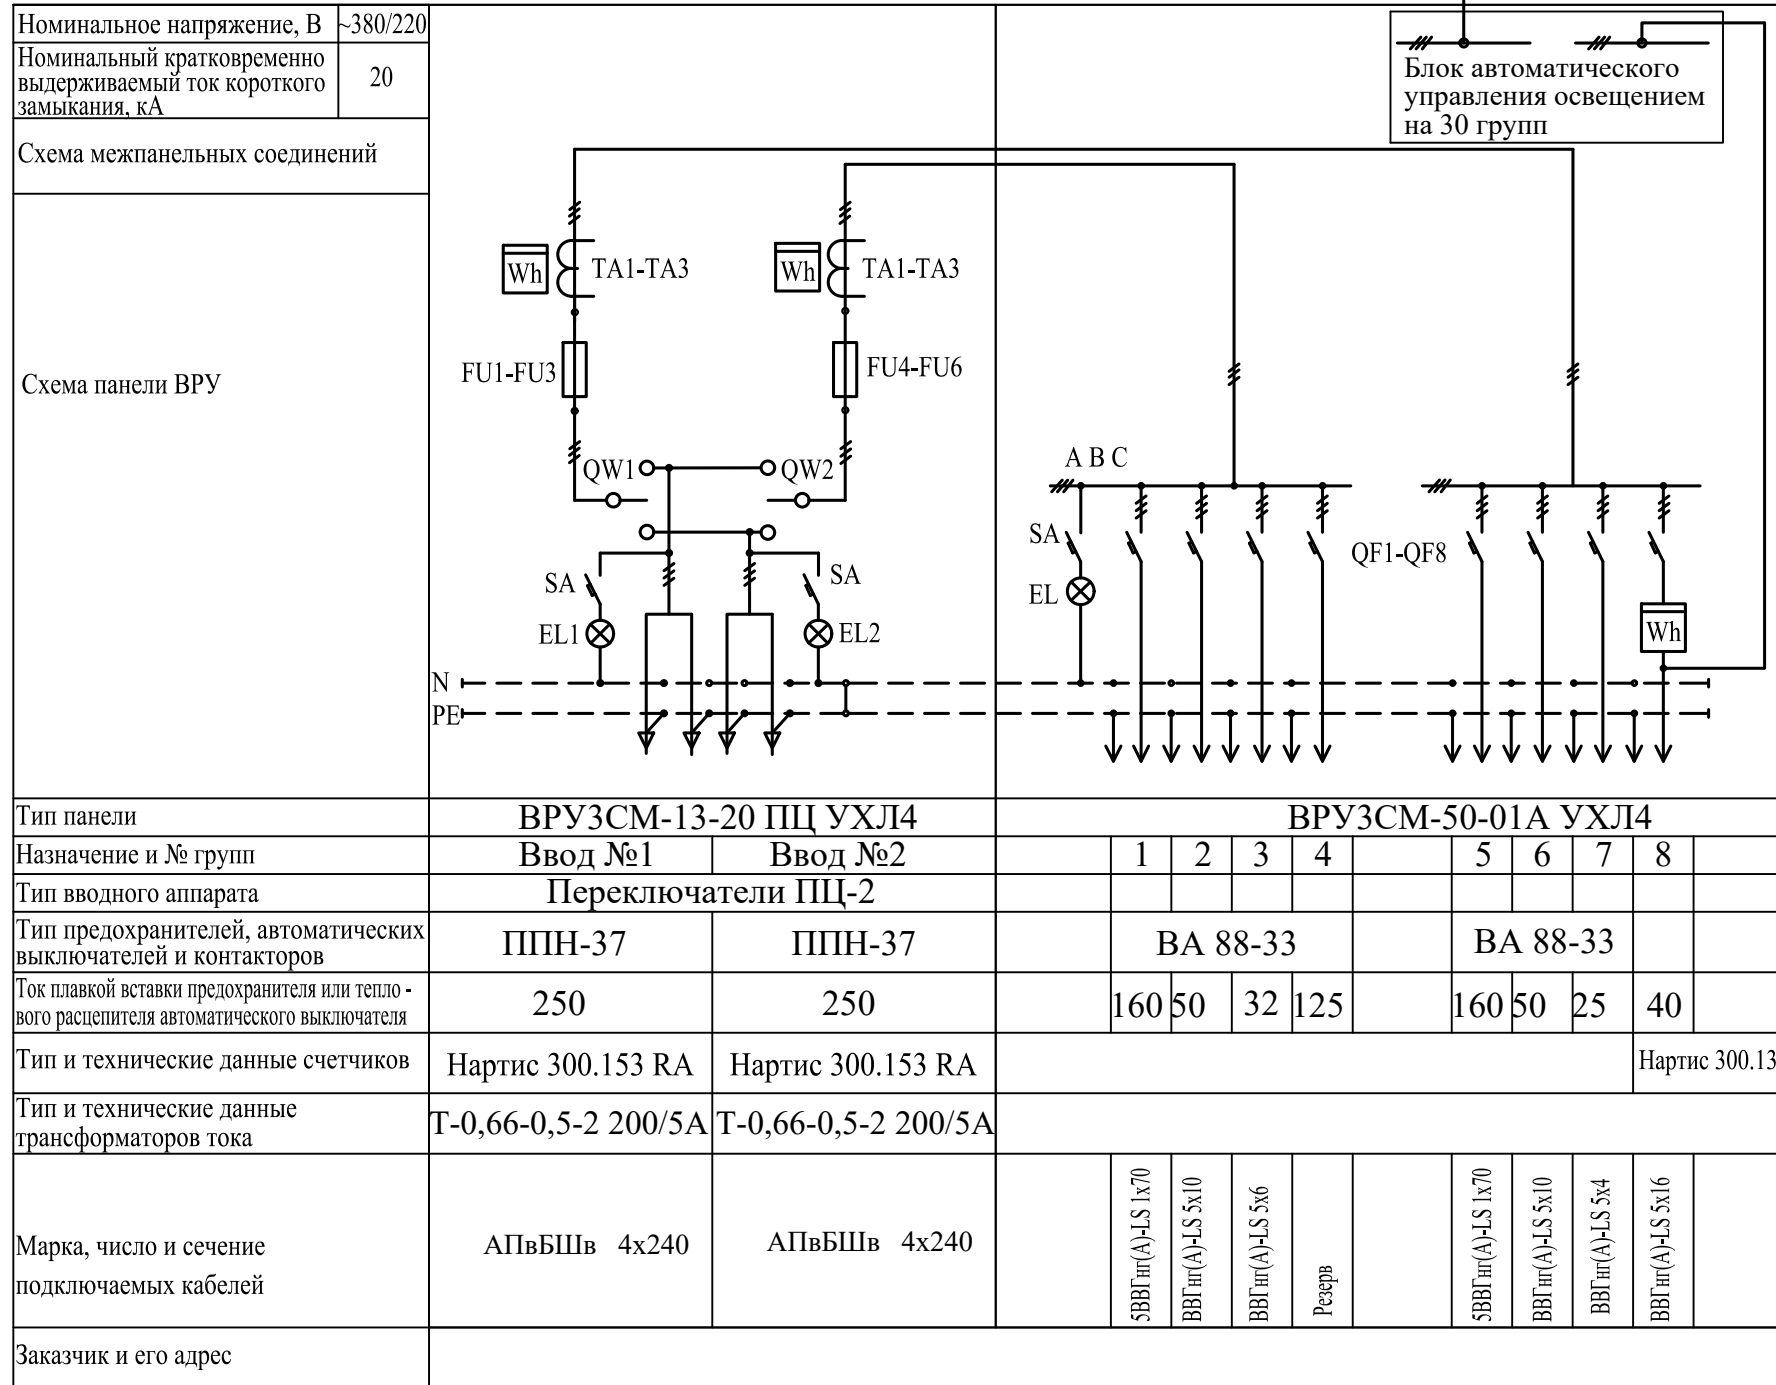 Номинальное напряжение, В ~380/220
Номинальный кратковременно
выдерживаемый ток короткого
замыкания, кА
20
Блок автоматического
управления освещением
на 30 групп
Схема межпанельных соединений
Схема панели ВРУ
Wh TA1-TA3 Wh TA1-TA3
FU1-FU3 FU4-FU6
QW1 QW2
A B C
SA QF1-QF8
SA SA
EL
EL1 EL2
Wh
N
PE
Тип панели ВРУЗСМ-13-20 ПЦ УХЛ4 ВРУЗСМ-50-01А УХЛ4
Назначение и № групп Ввод №1 Ввод №2 1 2 3 4 5 6 7 8
Тип вводного аппарата Переключатели ПЦ-2
Тип предохранителей, автоматических
выключателей и контакторов
ППН-37 ППН-37 ВА 88-33 ВА 88-33
Ток плавкой вставки предохранителя или тепло -
вого расцепителя автоматического выключателя
250 250 160 50 32 125 160 50 25 40
Тип и технические данные счетчиков Нартис 300.153 RA Нартис 300.153 RA Нартис 300.13
Тип и технические данные
трансформаторов тока
Т-0,66-0,5-2 200/5А Т-0,66-0,5-2 200/5А
Марка, число и сечение
подключаемых кабелей
АПвБШв 4х240 АПвБШв 4х240
5ВВГнг(А)-LS 1х70
ВВГнг(А)-LS 5х10
ВВГнг(А)-LS 5х6
Резерв
5ВВГнг(А)-LS 1х70
ВВГнг(А)-LS 5х10
ВВГнг(А)-LS 5х4
ВВГнг(А)-LS 5х16
Заказчик и его адрес